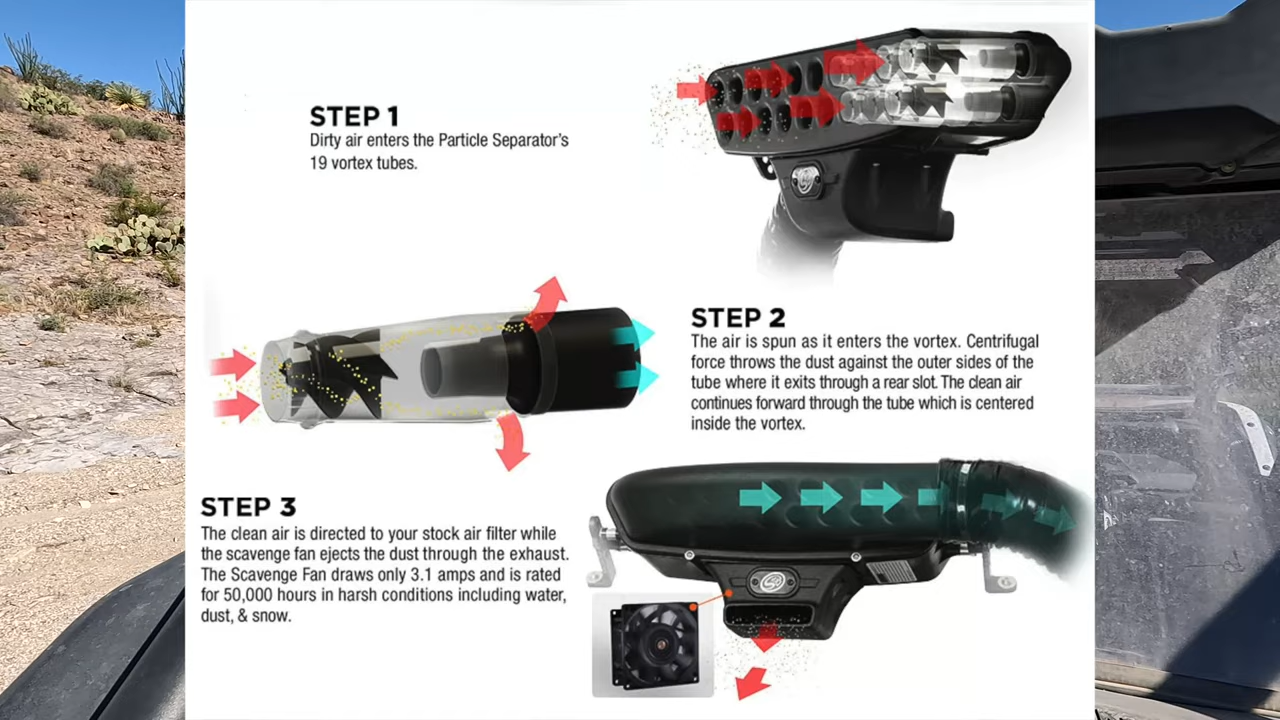 STEP 1
Dirty air enters the Particle Separator's
19 vortex tubes.
STEP 2
The air is spun as it enters the vortex. Centrifugal
force throws the dust against the outer sides of the
tube where it exits through a rear slot. The clean air
continues forward through the tube which is centered
inside the vortex.
STEP 3
The clean air is directed to your stock air filter while
the scavenge fan ejects the dust through the exhaust.
The Scavenge Fan draws only 3.1 amps and is rated
for 50,000 hours in harsh conditions including water,
dust, & snow.